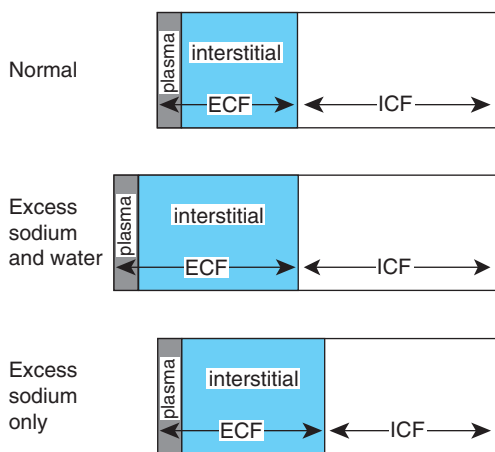 Normal
plasma
interstitial
ECF
ICF
Excess
sodium
and water
plasma
interstitial
ECF
ICF
Excess
sodium
only
plasma
interstitial
ECF
ICF